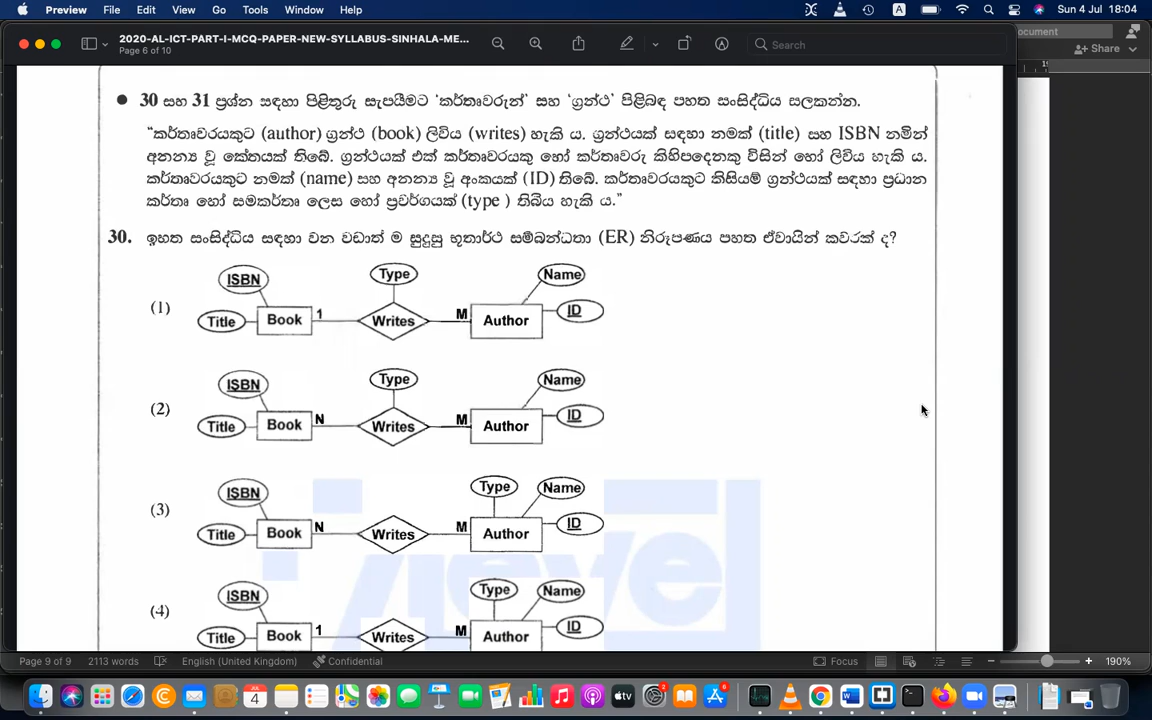 Preview File Edit View Go Tools Window Help A Sun 4 Jul 18:04
2020-AL-ICT-PART-I-MCQ-PAPER-NEW-SYLLABUS-SINHALA-ME...
Page 6 of 10
Search
ocument
Share
● 30 සහ 31 ප්‍රශ්න සඳහා පිළිතුරු සැපයීමට 'කර්තෘවරුන්' සහ 'ග්‍රන්ථ' පිළිබඳ පහත සංසිද්ධිය සලකන්න.
"කර්තෘවරයකුට (author) ග්‍රන්ථ (book) ලිවිය (writes) හැකි ය. ග්‍රන්ථයක් සඳහා නමක් (title) සහ ISBN නමින්
අනන්‍ය වූ කේතයක් තිබේ. ග්‍රන්ථයක් එක් කර්තෘවරයකු හෝ කර්තෘවරු කිහිපදෙනකු විසින් හෝ ලිවිය හැකි ය.
කර්තෘවරයකුට නමක් (name) සහ අනන්‍ය වූ අංකයක් (ID) තිබේ. කර්තෘවරයකුට කිසියම් ග්‍රන්ථයක් සඳහා ප්‍රධාන
කර්තෘ හෝ සමකර්තෘ ලෙස හෝ ප්‍රවර්ගයක් (type ) තිබිය හැකි ය."
30. ඉහත සංසිද්ධිය සඳහා වන වඩාත් ම සුදුසු භූතාර්ථ සම්බන්ධතා (ER) නිරූපණය පහත ඒවායින් කවරක් ද?
(1)
ISBN Type Name
Title Book 1 Writes M Author ID
(2)
ISBN Type Name
Title Book N Writes M Author ID
(3)
ISBN Type Name
Title Book N Writes M Author ID
(4)
ISBN Type Name
Title Book 1 Writes M Author ID
Page 9 of 9 2113 words English (United Kingdom) Confidential Focus 190%